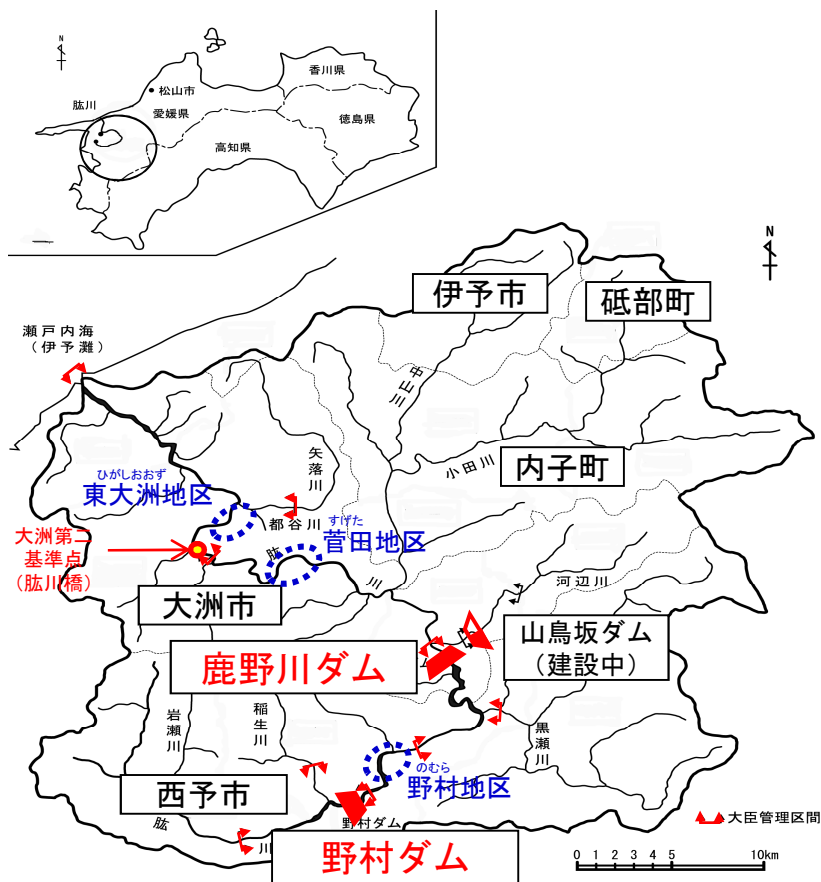 N
香川県
松山市
肱川
愛媛県
徳島県
高知県
N
伊予市
砥部町
瀬戸内海
(伊予灘)
中山川
矢落川
小田川
内子町
ひがしおおず
東大洲地区
都谷川
すげた
菅田地区
大洲第二
基準点
(肱川橋)
肱
川
河辺川
大洲市
山鳥坂ダム
(建設中)
鹿野川ダム
岩瀬川
稲生川
黒瀬川
のむら
野村地区
西予市
肱
川
野村ダム
野村ダム
大臣管理区間
0 1 2 3 4 5 10km